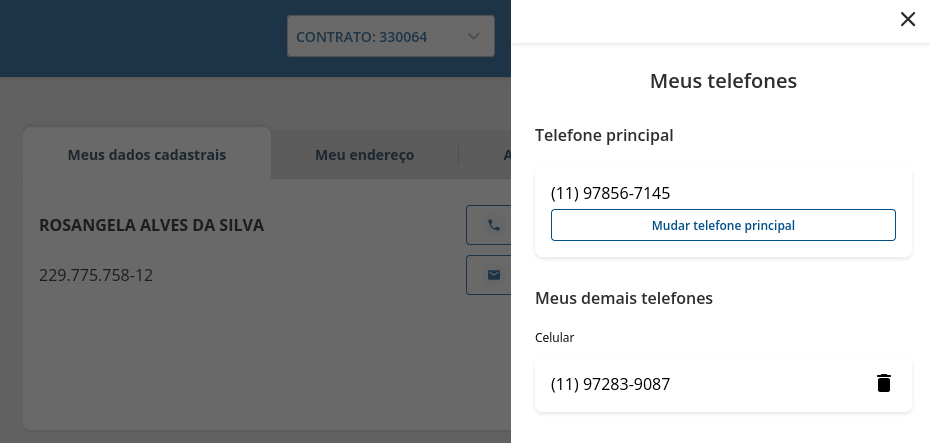 CONTRATO: 330064
Meus dados cadastrais
Meu endereço
A
ROSANGELA ALVES DA SILVA
229.775.758-12
Meus telefones
Telefone principal
(11) 97856-7145
Mudar telefone principal
Meus demais telefones
Celular
(11) 97283-9087